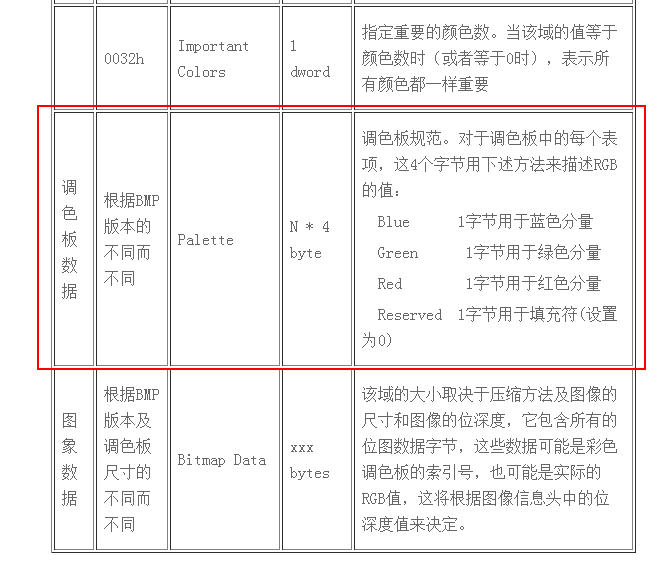 0032h
Important
Colors
1
dword
指定重要的颜色数。当该域的值等于
颜色数时（或者等于0时），表示所
有颜色都一样重要
调
色
板
数
据
根据BMP
版本的
不同而
不同
Palette
N * 4
byte
调色板规范。对于调色板中的每个表
项，这4个字节用下述方法来描述RGB
的值：
Blue 1字节用于蓝色分量
Green 1字节用于绿色分量
Red 1字节用于红色分量
Reserved 1字节用于填充符(设置
为0)
图
象
数
据
根据BMP
版本及
调色板
尺寸的
不同而
不同
Bitmap Data
xxx
bytes
该域的大小取决于压缩方法及图像的
尺寸和图像的位深度，它包含所有的
位图数据字节，这些数据可能是彩色
调色板的索引号，也可能是实际的
RGB值，这将根据图像信息头中的位
深度值来决定。